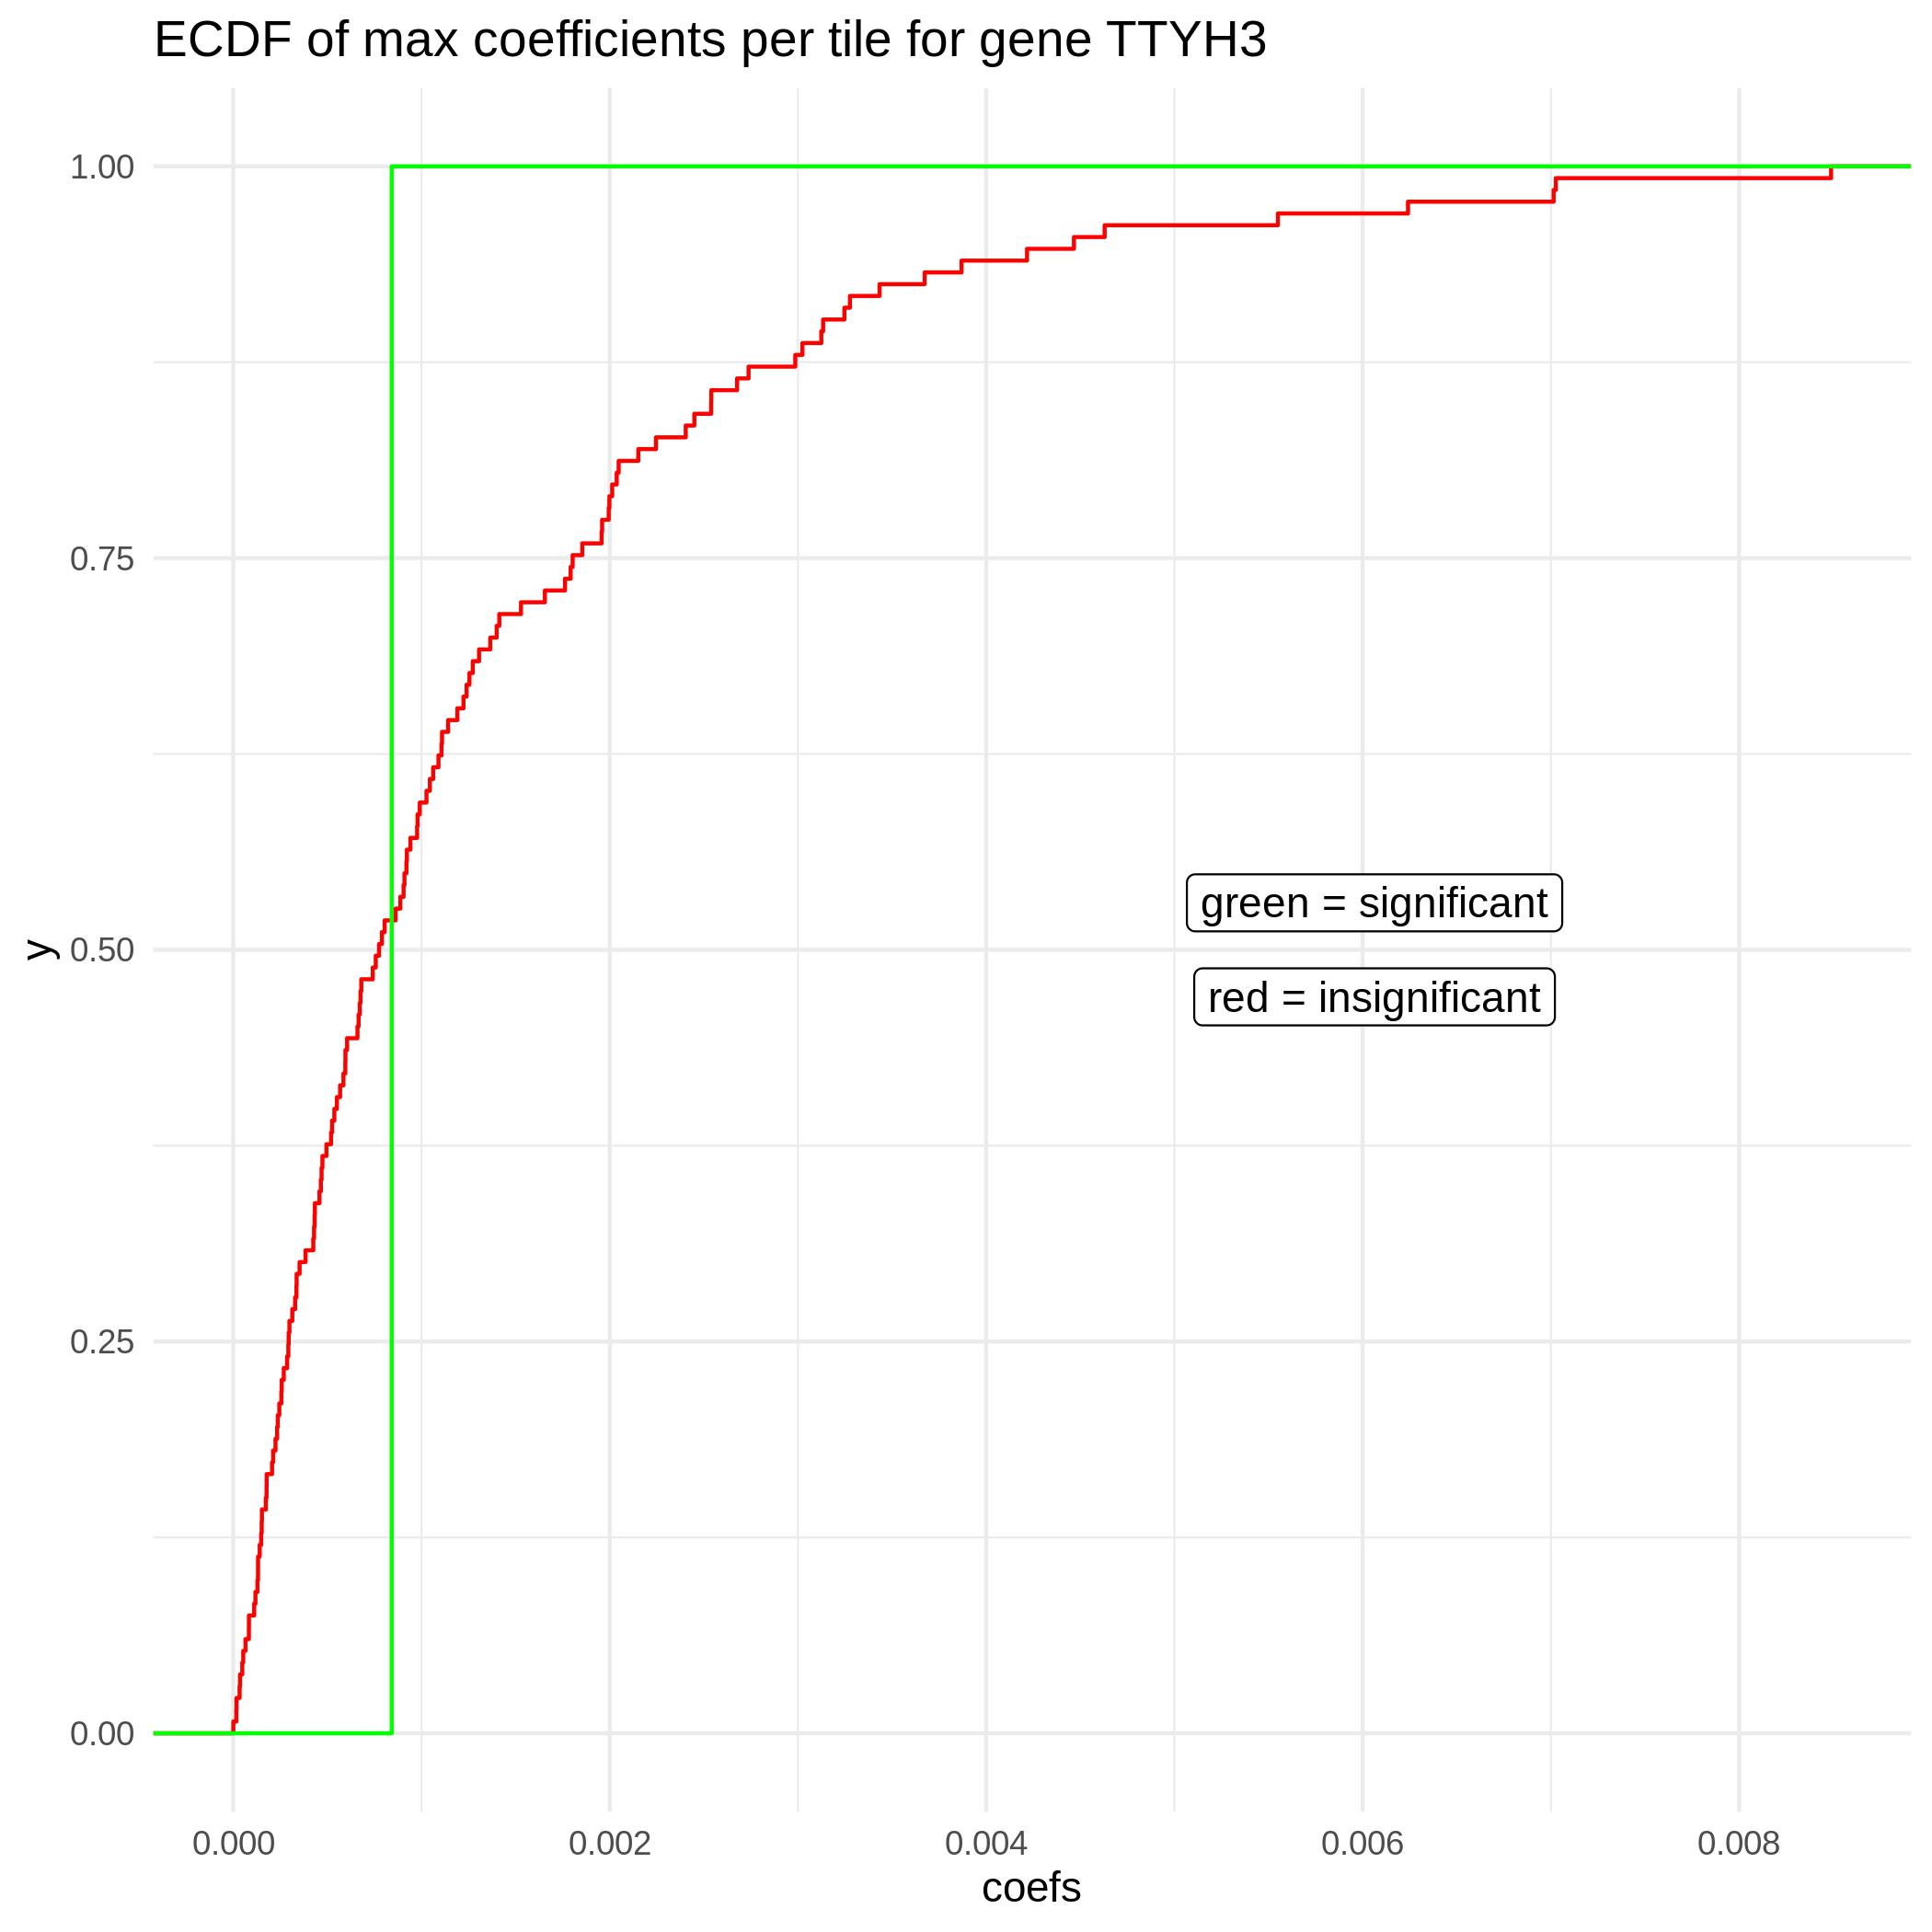 ECDF of max coefficients per tile for gene TTYH3
1.00
0.75
0.50
0.25
0.00
y
green = significant
red = insignificant
0.000 0.002 0.004 0.006 0.008
coefs